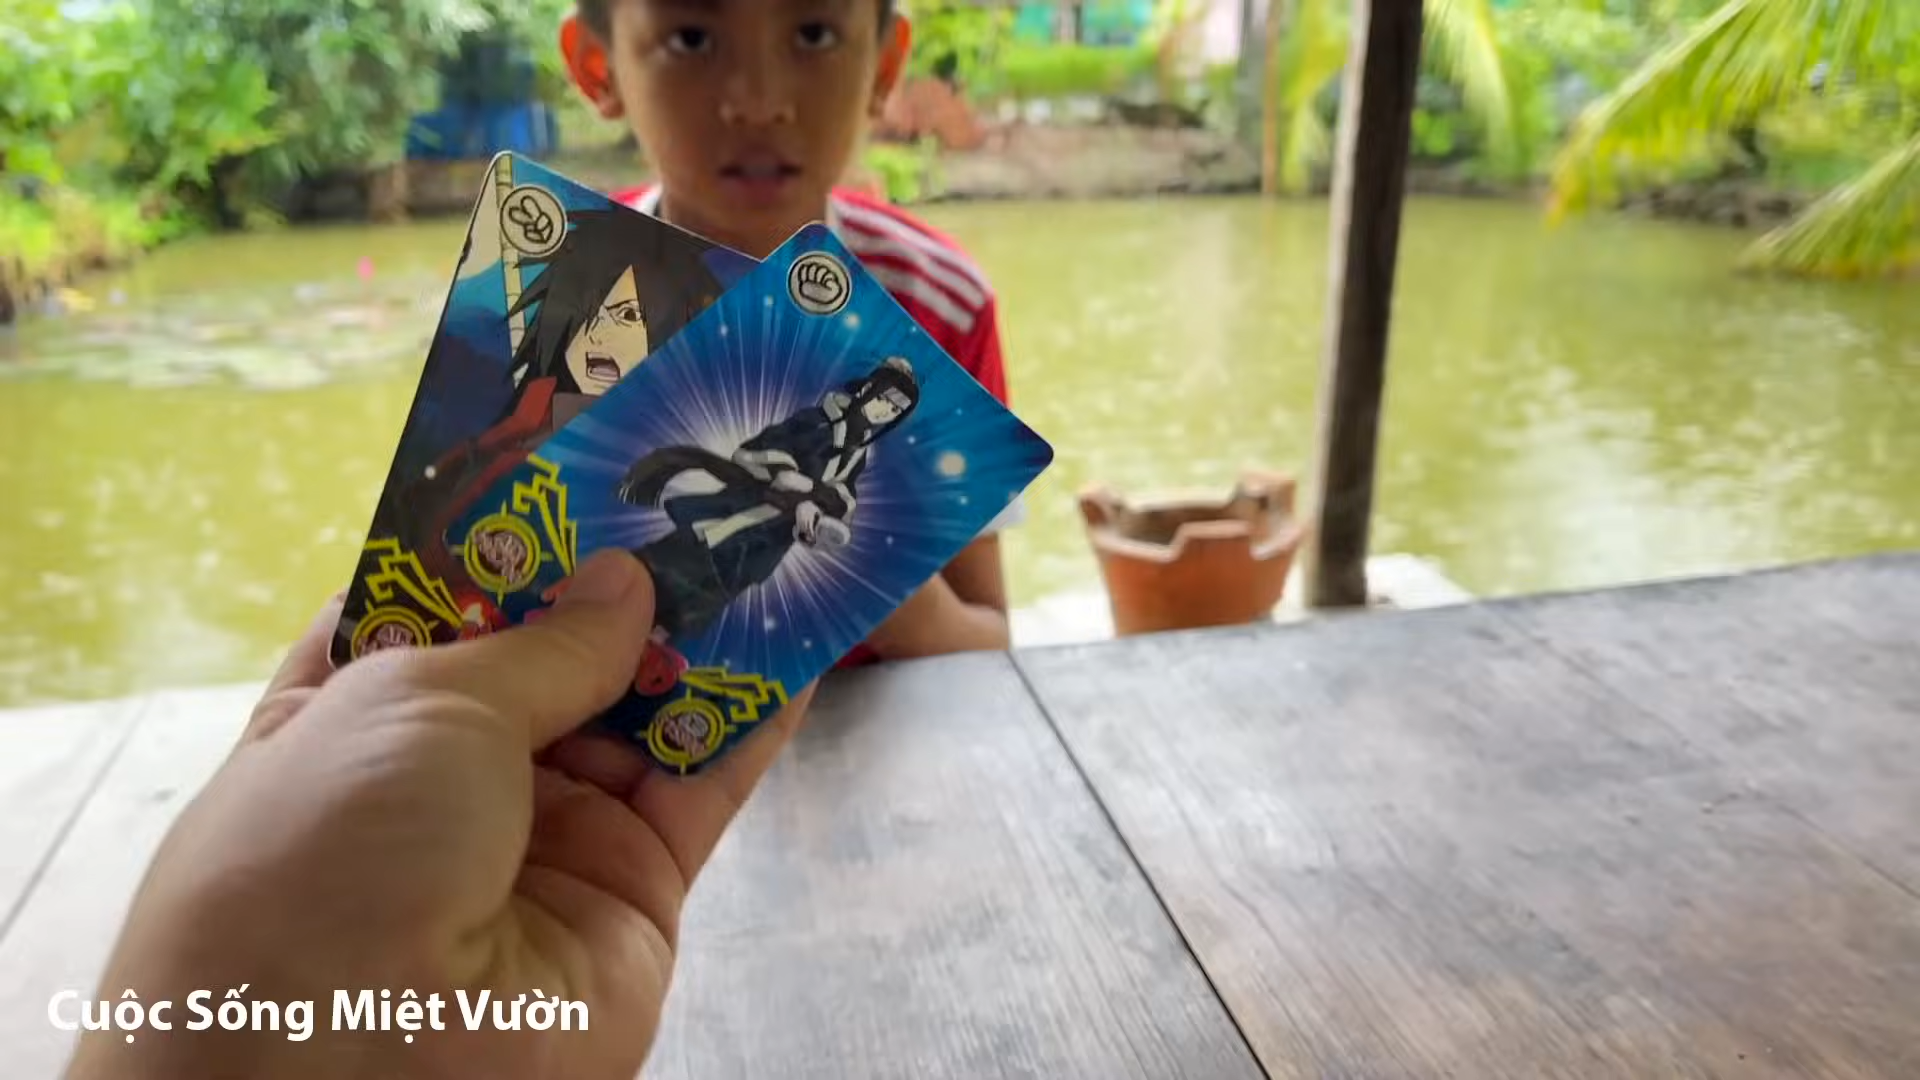 Cuộc Sống Miệt Vườn